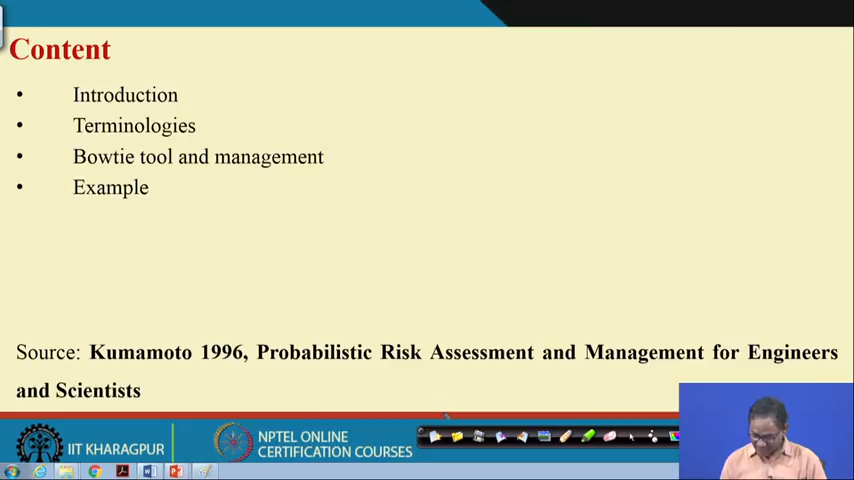 Content
• Introduction
• Terminologies
• Bowtie tool and management
• Example
Source: Kumamoto 1996, Probabilistic Risk Assessment and Management for Engineers
and Scientists
IIT KHARAGPUR
NPTEL ONLINE
CERTIFICATION COURSES